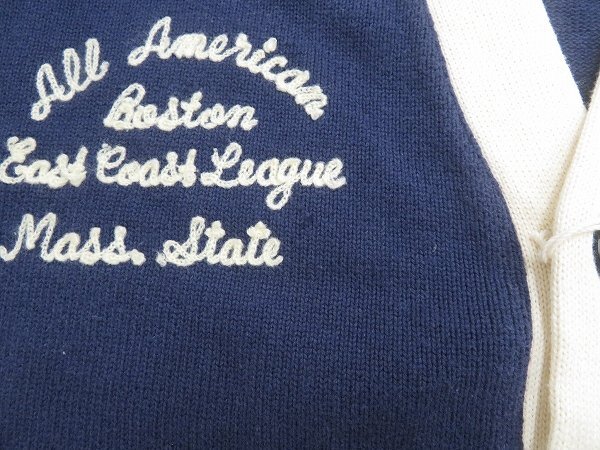 All American
Boston
East Coast League
Mass. State